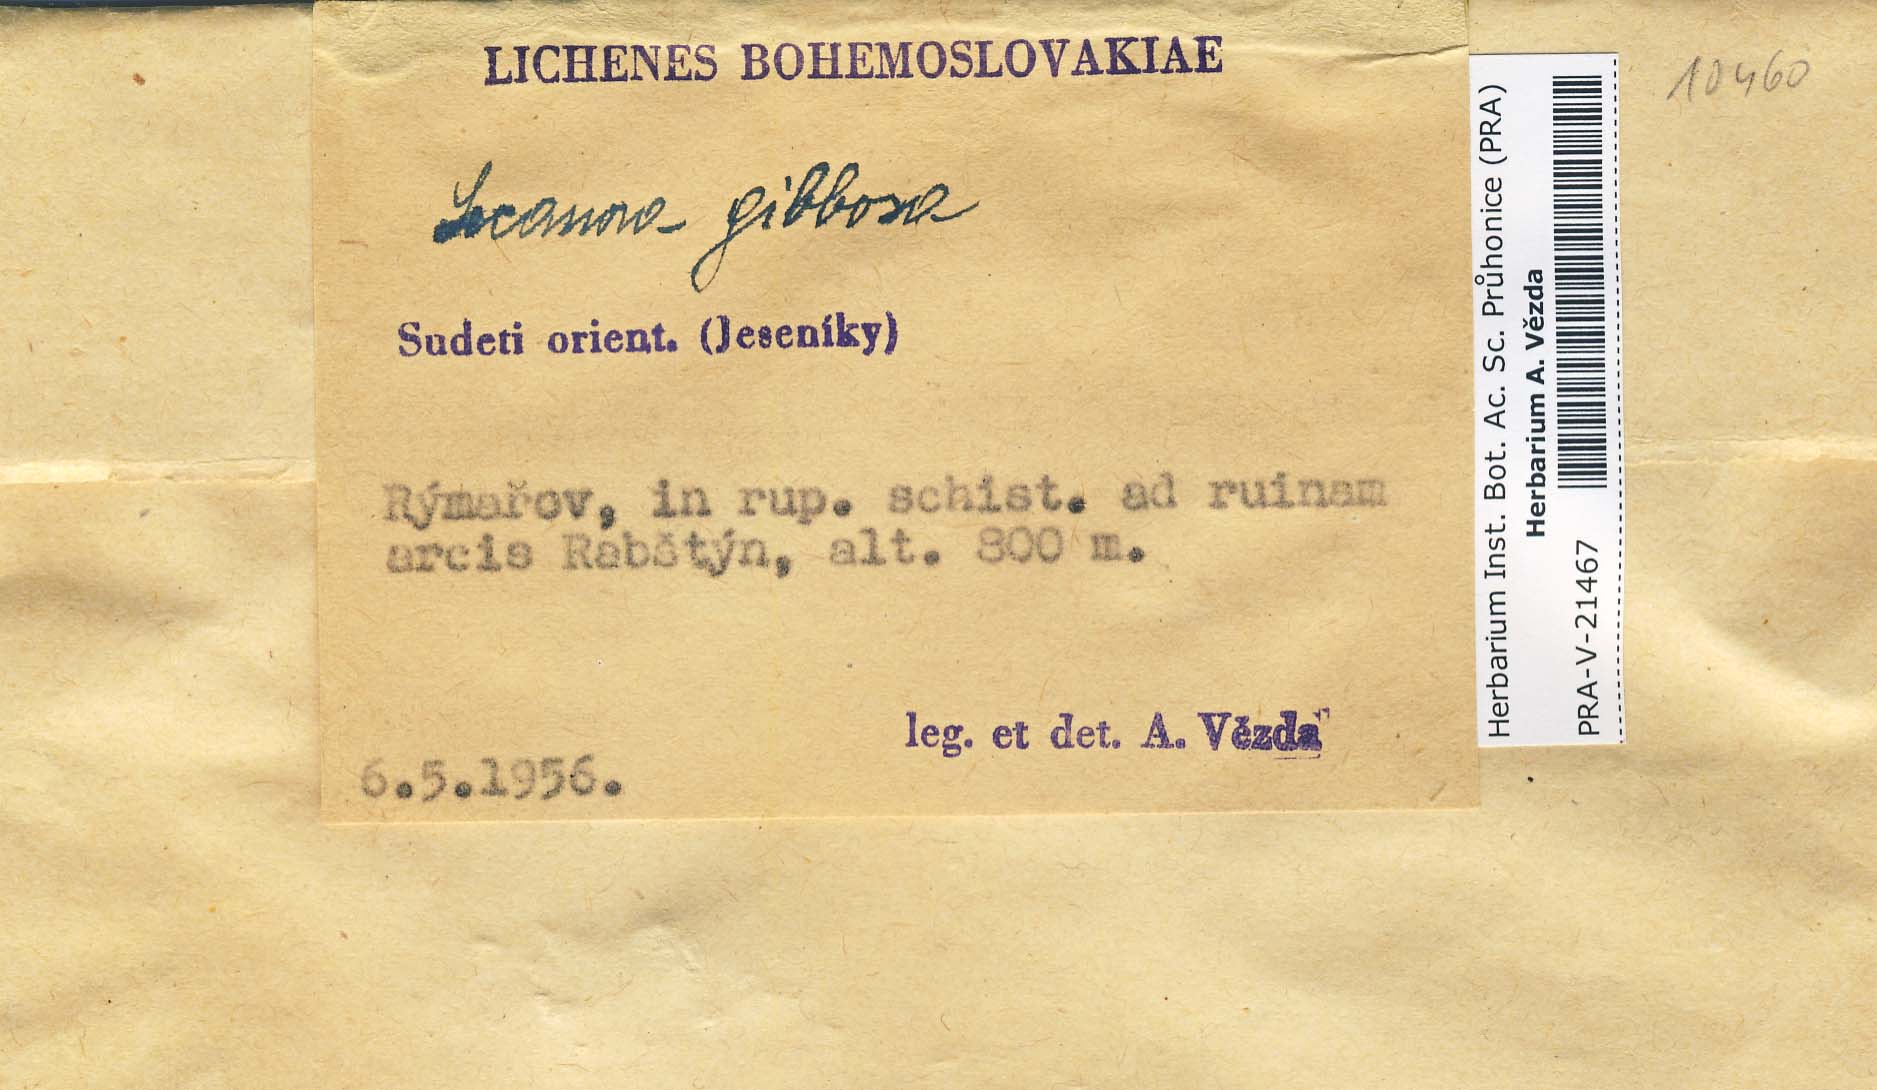 LICHENES BOHEMOSLOVAKIAE
Lecanora gibbosa
Sudeti orient. (Jeseníky)
Rýmařov, in rup. schist. ad ruinam
arcis Rabštýn, alt. 800 m.
leg. et det. A. Vězda
6.5.1956.
Herbarium Inst. Bot. Ac. Sc. Průhonice (PRA)
Herbarium A. Vězda
PRA-V-21467
10460